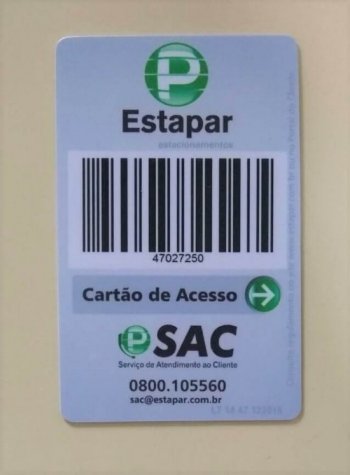 P
Estapar
estacionamentos
47027250
Cartão de Acesso
SAC
Serviço de Atendimento ao Cliente
0800.105560
sac@estapar.com.br